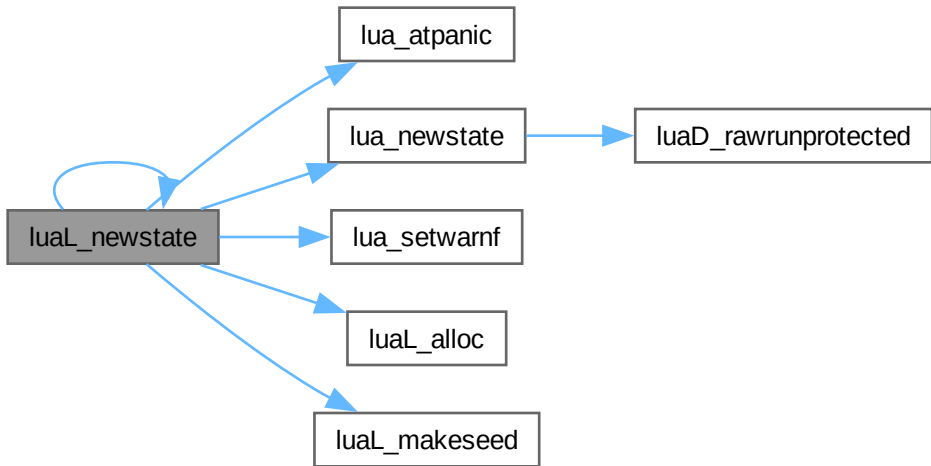 lua_atpanic
lua_newstate
luaD_rawrunprotected
luaL_newstate
lua_setwarnf
luaL_alloc
luaL_makeseed